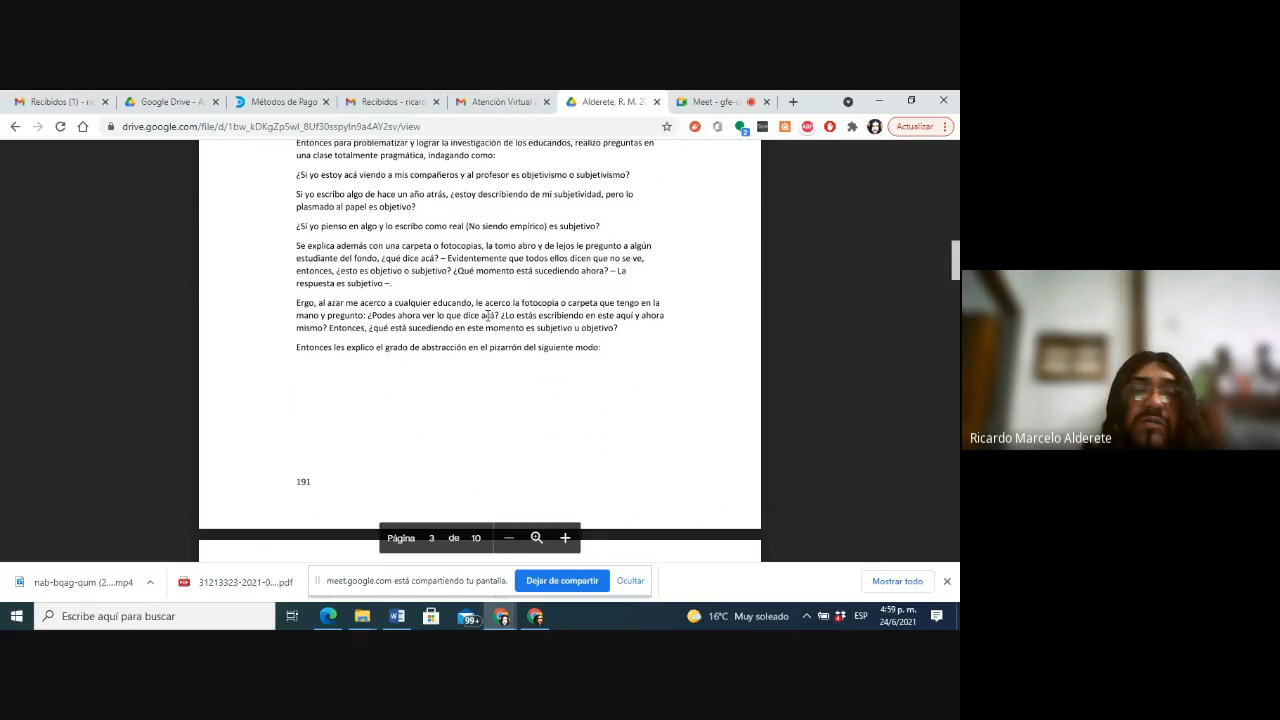 Recibidos (1) - ric
Google Drive - A
Métodos de Pago
Recibidos - ricard
Atención Virtual
Alderete, R. M. 20
Meet - gfe-
drive.google.com/file/d/1bw_kDKgZpSwI_8Uf30sspyIn9a4AY2sv/view
Actualizar
Entonces para problematizar y lograr la investigación de los educandos, realizo preguntas en
una clase totalmente pragmática, indagando como:
¿Si yo estoy acá viendo a mis compañeros y al profesor es objetivismo o subjetivismo?
Si yo escribo algo de hace un año atrás, ¿estoy describiendo de mi subjetividad, pero lo
plasmado al papel es objetivo?
¿Sí yo pienso en algo y lo escribo como real (No siendo empírico) es subjetivo?
Se explica además con una carpeta o fotocopias, la tomo abro y de lejos le pregunto a algún
estudiante del fondo, ¿qué dice acá? – Evidentemente que todos ellos dicen que no se ve,
entonces, ¿esto es objetivo o subjetivo? ¿Qué momento está sucediendo ahora? – La
respuesta es subjetivo –.
Ergo, al azar me acerco a cualquier educando, le acerco la fotocopia o carpeta que tengo en la
mano y pregunto: ¿Podes ahora ver lo que dice acá? ¿Lo estás escribiendo en este aquí y ahora
mismo? Entonces, ¿qué está sucediendo en este momento es subjetivo u objetivo?
Entonces les explico el grado de abstracción en el pizarrón del siguiente modo:
191
Página 3 de 10
Ricardo Marcelo Alderete
nab-bqag-qum (2....mp4
31213323-2021-0....pdf
meet.google.com está compartiendo tu pantalla.
Dejar de compartir
Ocultar
Mostrar todo
Escribe aquí para buscar
99+
16°C Muy soleado
ESP
4:59 p. m.
24/6/2021